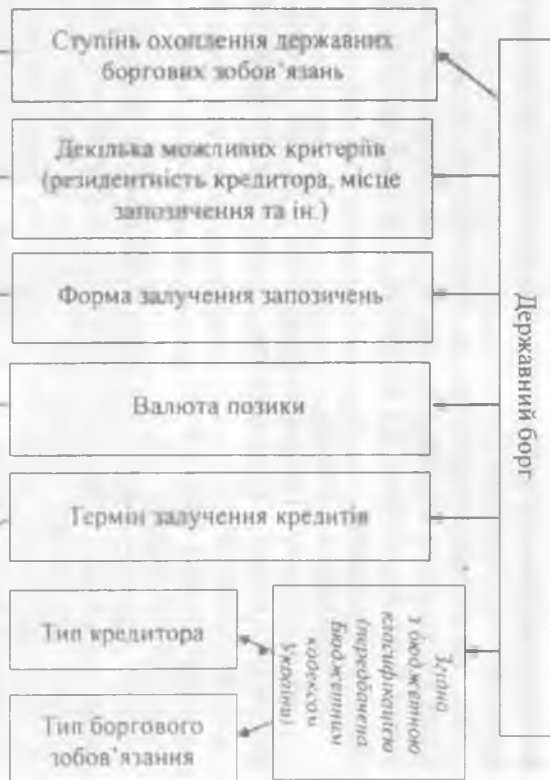 Ступінь охоплення державних
боргових зобов'язань
Декілька можливих критеріїв
(резидентність кредитора, місце
запозичення та ін.)
Форма залучення запозичень
Валюта позики
Термін залучення кредитів
Тип кредитора
Тип боргового
зобов'язання
Згідна
з бюджетною
класифікацією
(передбачена
Бюджетним
кодексом
України)
Державний борг